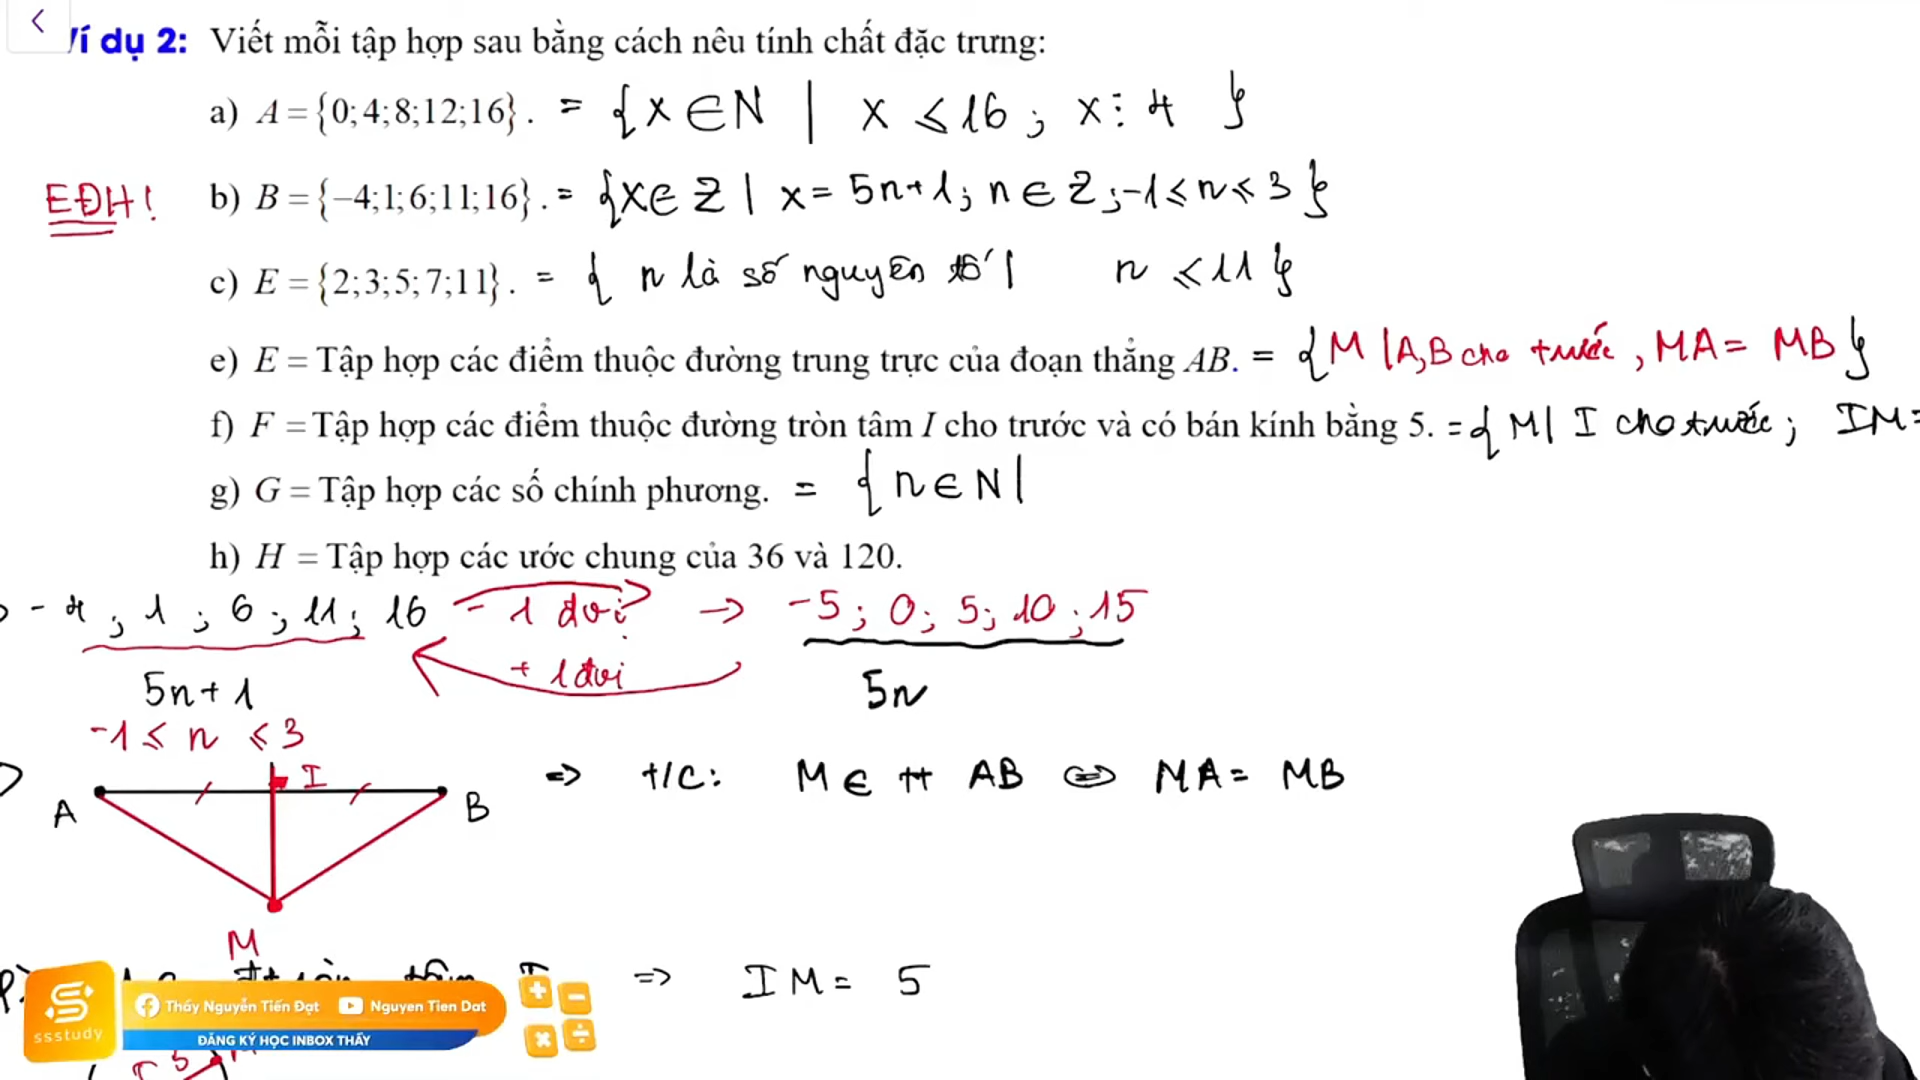 Ví dụ 2: Viết mỗi tập hợp sau bằng cách nêu tính chất đặc trưng:
a) A = {0; 4; 8; 12; 16}. = {x ∈ N | x ≤ 16 ; x ⋮ 4 }
EĐH! b) B = {−4; 1; 6; 11; 16}. = {x ∈ Z | x = 5n+1; n ∈ Z ; -1 ≤ n ≤ 3 }
c) E = {2; 3; 5; 7; 11}. = { n là số nguyên tố | n ≤ 11 }
e) E = Tập hợp các điểm thuộc đường trung trực của đoạn thẳng AB. = {M | A,B cho trước , MA = MB }
f) F = Tập hợp các điểm thuộc đường tròn tâm I cho trước và có bán kính bằng 5. = { M | I cho trước ; IM =
g) G = Tập hợp các số chính phương. = { n ∈ N |
h) H = Tập hợp các ước chung của 36 và 120.
-4 ; 1 ; 6 ; 11 ; 16 - 1 đvị → -5 ; 0 ; 5 ; 10 ; 15
+ 1 đvi
5n + 1 5n
-1 ≤ n ≤ 3
I
A B => t/c: M ∈ tt AB <=> MA = MB
M
=> IM = 5
ssstudy Thầy Nguyễn Tiến Đạt Nguyen Tien Dat
ĐĂNG KÝ HỌC INBOX THẦY
5